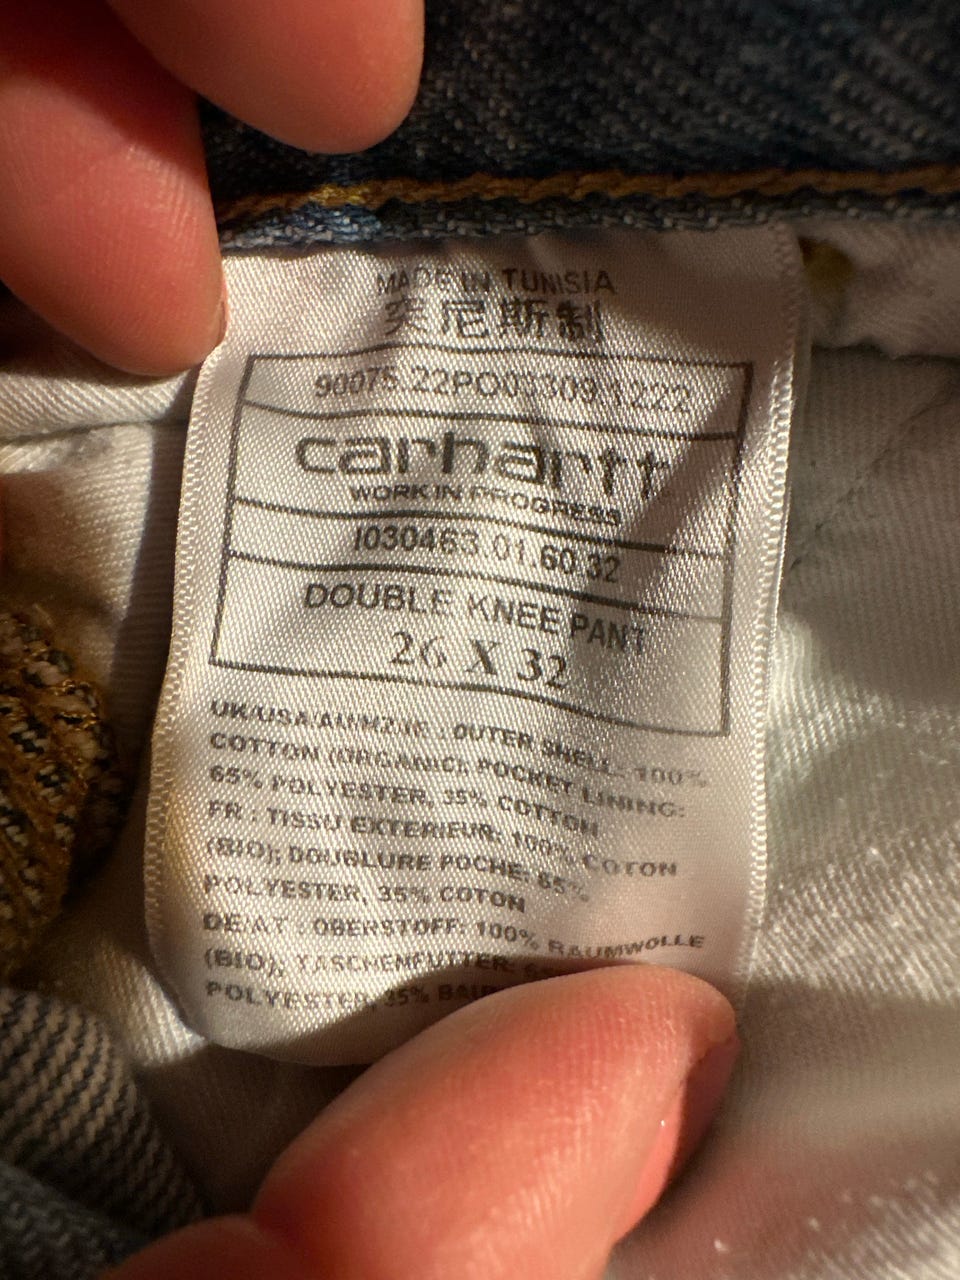 MADE IN TUNISIA
突尼斯制
90075.22PO03309.1222
carhartt
WORK IN PROGRESS
I030463.01.60.32
DOUBLE KNEE PANT
26 X 32
UK/USA/AU/NZ/IE : OUTER SHELL: 100%
COTTON (ORGANIC); POCKET LINING:
65% POLYESTER, 35% COTTON
FR : TISSU EXTERIEUR: 100% COTON
(BIO); DOUBLURE POCHE: 65%
POLYESTER, 35% COTON
DE/AT : OBERSTOFF: 100% BAUMWOLLE
(BIO); TASCHENFUTTER:
POLYESTER, 35%